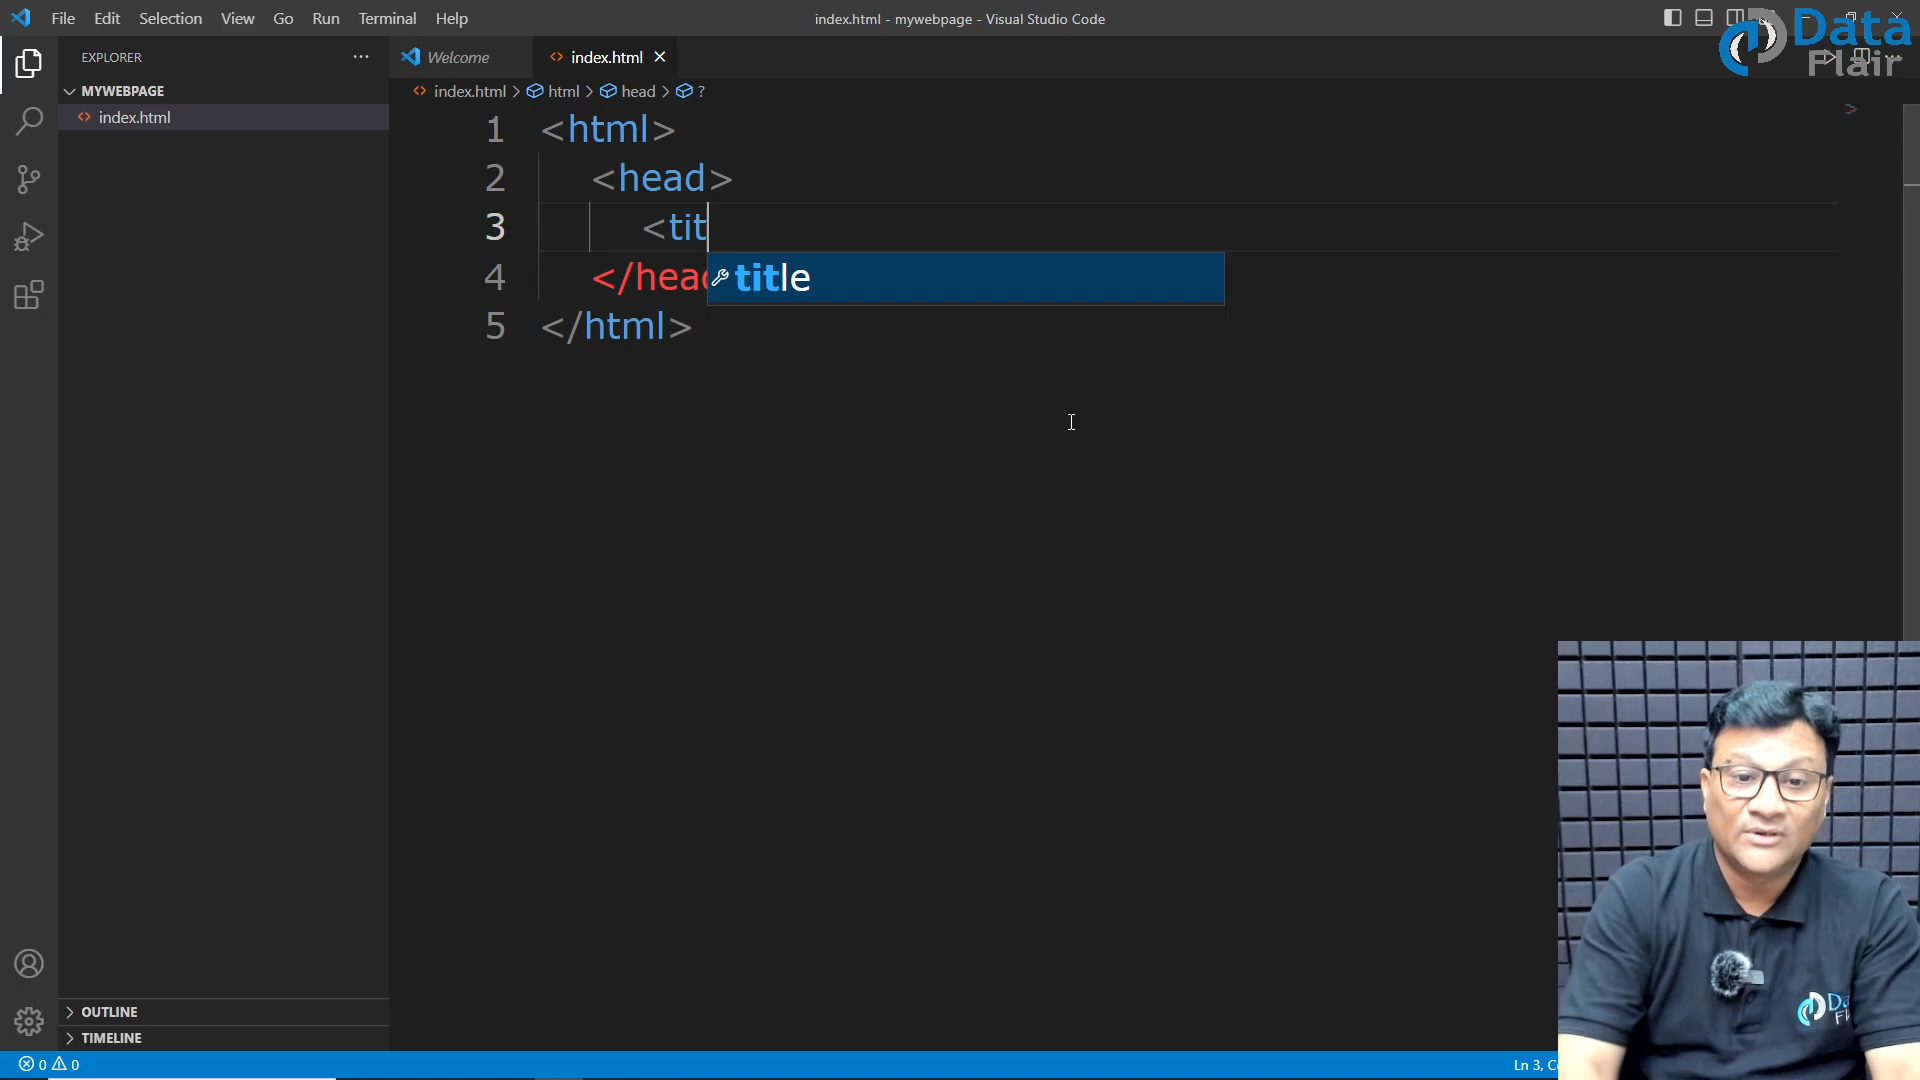 File Edit Selection View Go Run Terminal Help
index.html - mywebpage - Visual Studio Code
Data
Flair
EXPLORER
Welcome
index.html
MYWEBPAGE
index.html > html > head > ?
index.html
1 <html>
2 <head>
3 <tit
title
4 </head
5 </html>
OUTLINE
TIMELINE
0 0
Ln 3,